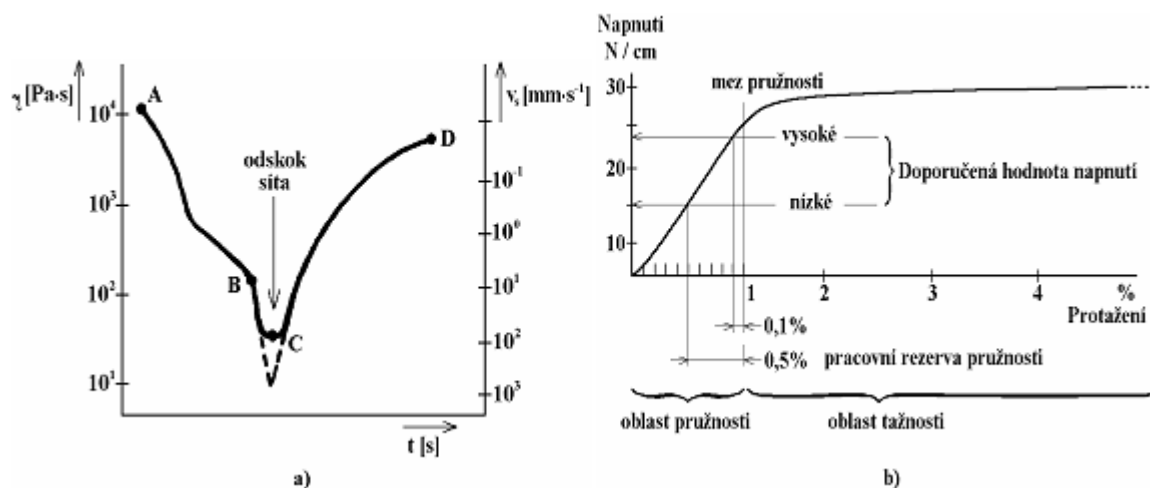 η [Pa·s]
v_s [mm·s⁻¹]
A
10⁴
D
odskok
síta
10⁻¹
10³
10⁰
B
10¹
10²
C
10²
10¹
10³
t [s]
a)
Napnutí
N / cm
30
mez pružnosti
vysoké
20
Doporučená hodnota napnutí
nízké
10
1 2 3 4 %
Protažení
0,1%
0,5% pracovní rezerva pružnosti
oblast pružnosti oblast tažnosti
b)